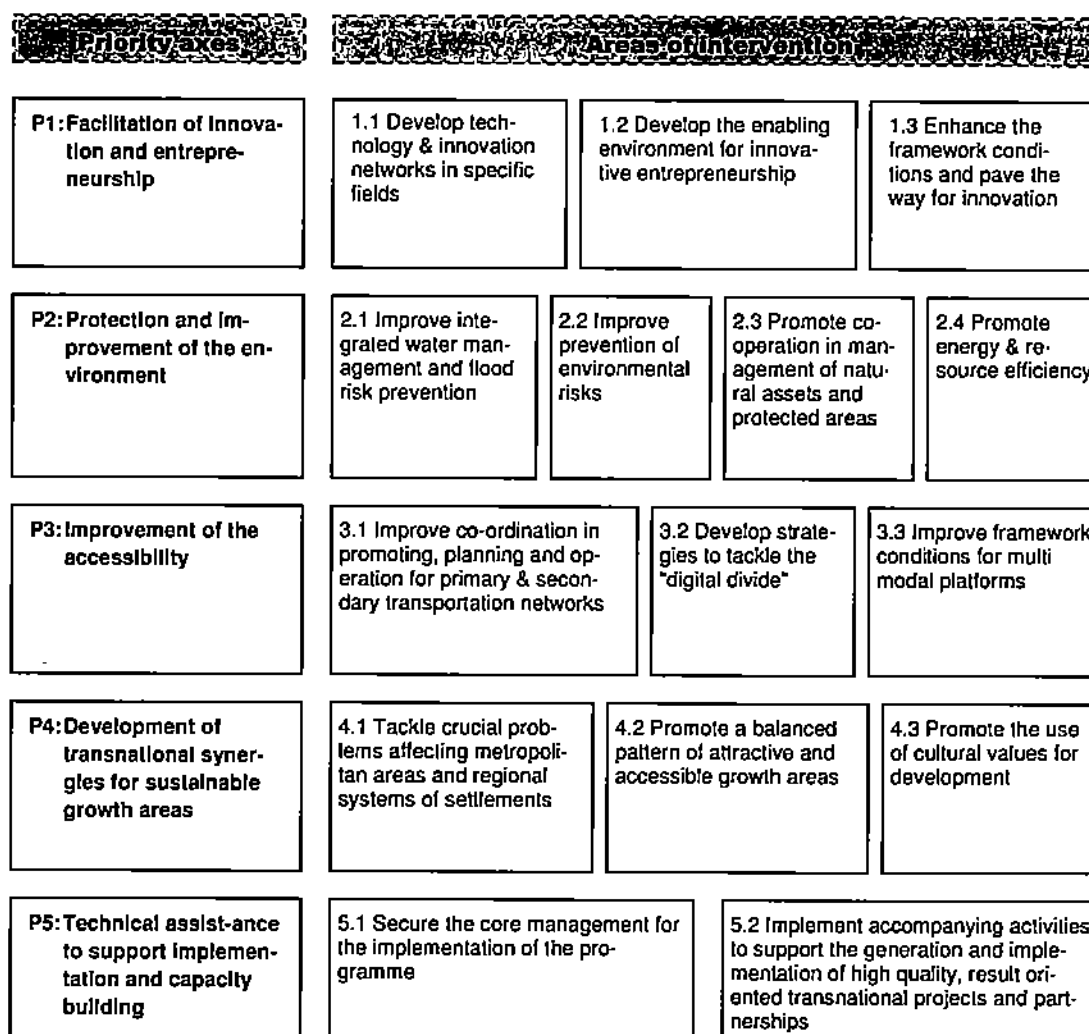 Priority axes
Areas of intervention
P1: Facilitation of innova-
tion and entrepre-
neurship
1.1 Develop tech-
nology & innovation
networks in specific
fields
1.2 Develop the enabling
environment for innova-
tive entrepreneurship
1.3 Enhance the
framework condi-
tions and pave the
way for innovation
P2: Protection and im-
provement of the en-
vironment
2.1 Improve inte-
grated water man-
agement and flood
risk prevention
2.2 Improve
prevention of
environmental
risks
2.3 Promote co-
operation in man-
agement of natu-
ral assets and
protected areas
2.4 Promote
energy & re-
source efficiency
P3: Improvement of the
accessibility
3.1 Improve co-ordination in
promoting, planning and op-
eration for primary & secon-
dary transportation networks
3.2 Develop strate-
gies to tackle the
"digital divide"
3.3 Improve framework
conditions for multi
modal platforms
P4: Development of
transnational syner-
gies for sustainable
growth areas
4.1 Tackle crucial prob-
lems affecting metropoli-
tan areas and regional
systems of settlements
4.2 Promote a balanced
pattern of attractive and
accessible growth areas
4.3 Promote the use
of cultural values for
development
P5: Technical assist-ance
to support implemen-
tation and capacity
building
5.1 Secure the core management for
the implementation of the pro-
gramme
5.2 Implement accompanying activities
to support the generation and imple-
mentation of high quality, result ori-
ented transnational projects and part-
nerships